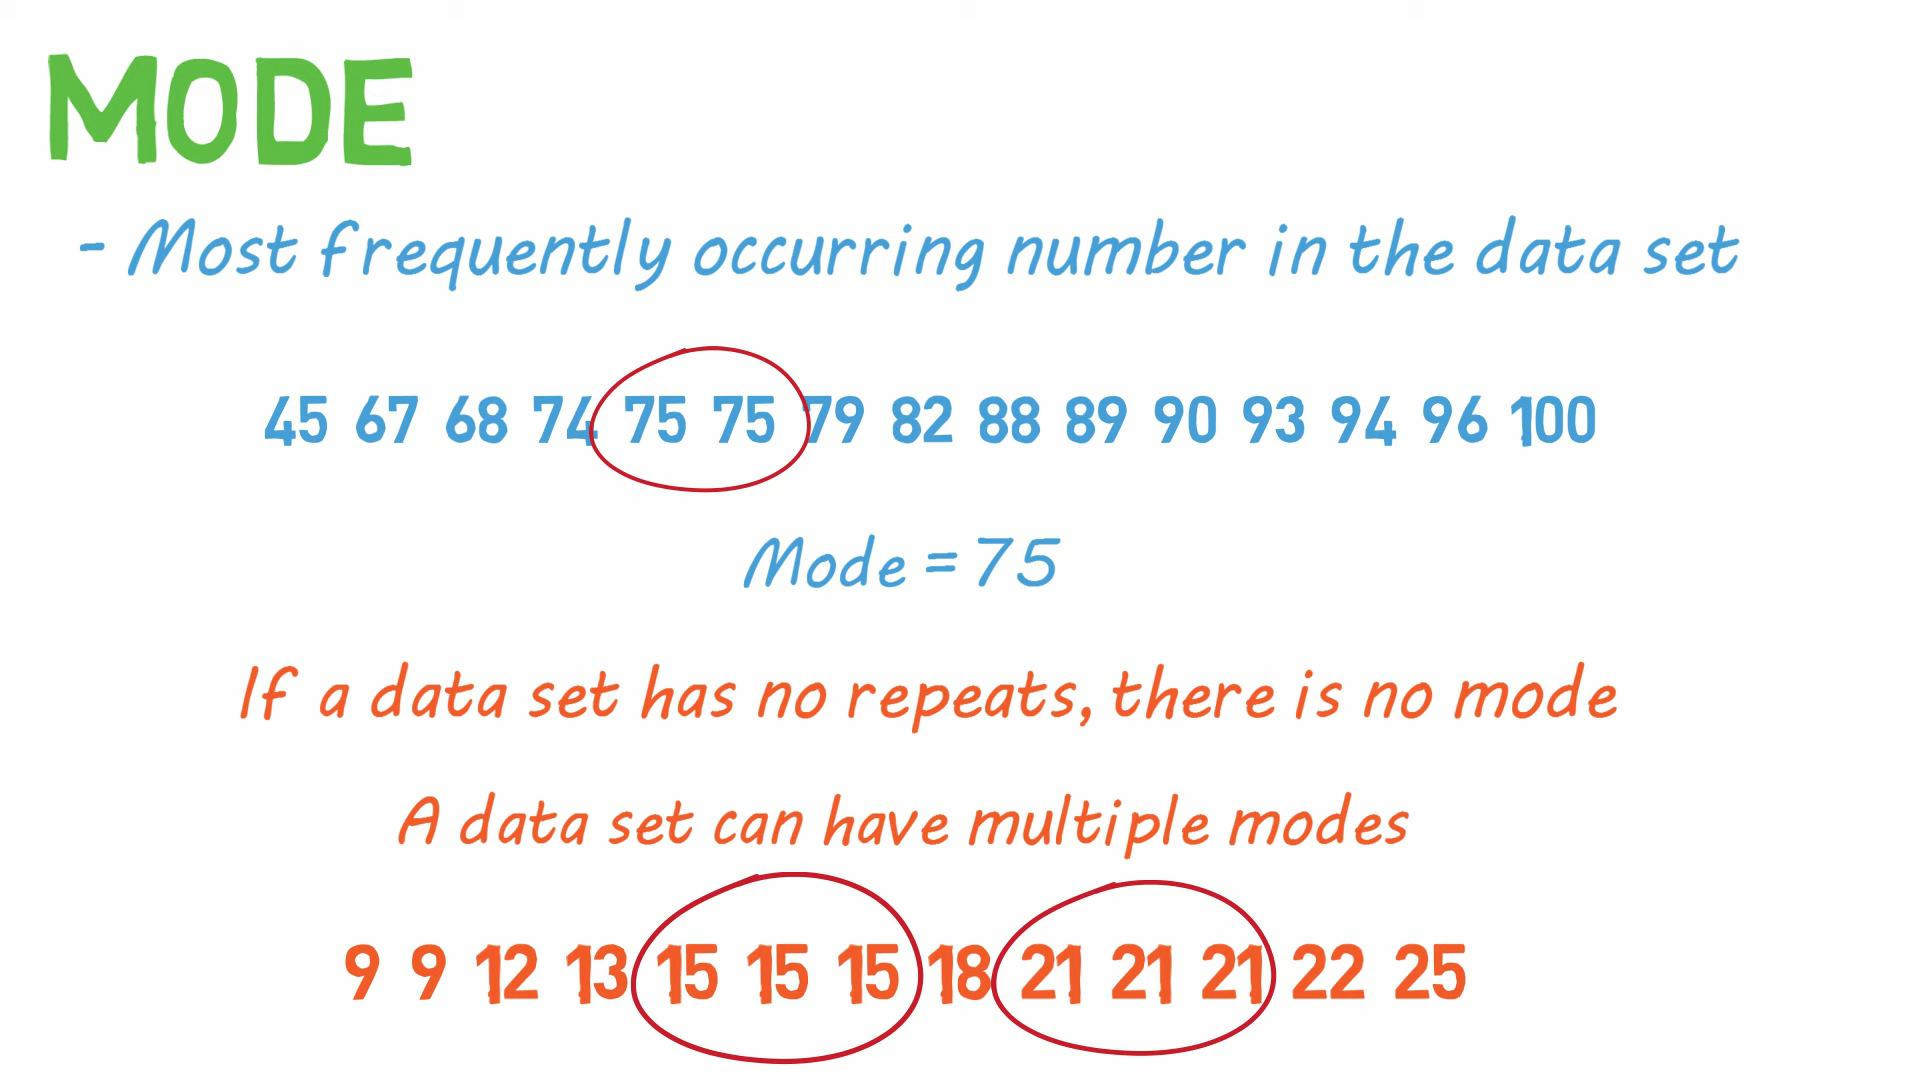 MODE
- Most frequently occurring number in the data set
45 67 68 74 75 75 79 82 88 89 90 93 94 96 100
Mode = 75
If a data set has no repeats, there is no mode
A data set can have multiple modes
9 9 12 13 15 15 15 18 21 21 21 22 25